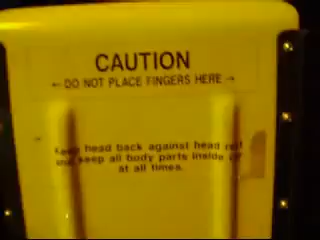 CAUTION
← DO NOT PLACE FINGERS HERE →
Keep head back against head rest
and keep all body parts inside
at all times.